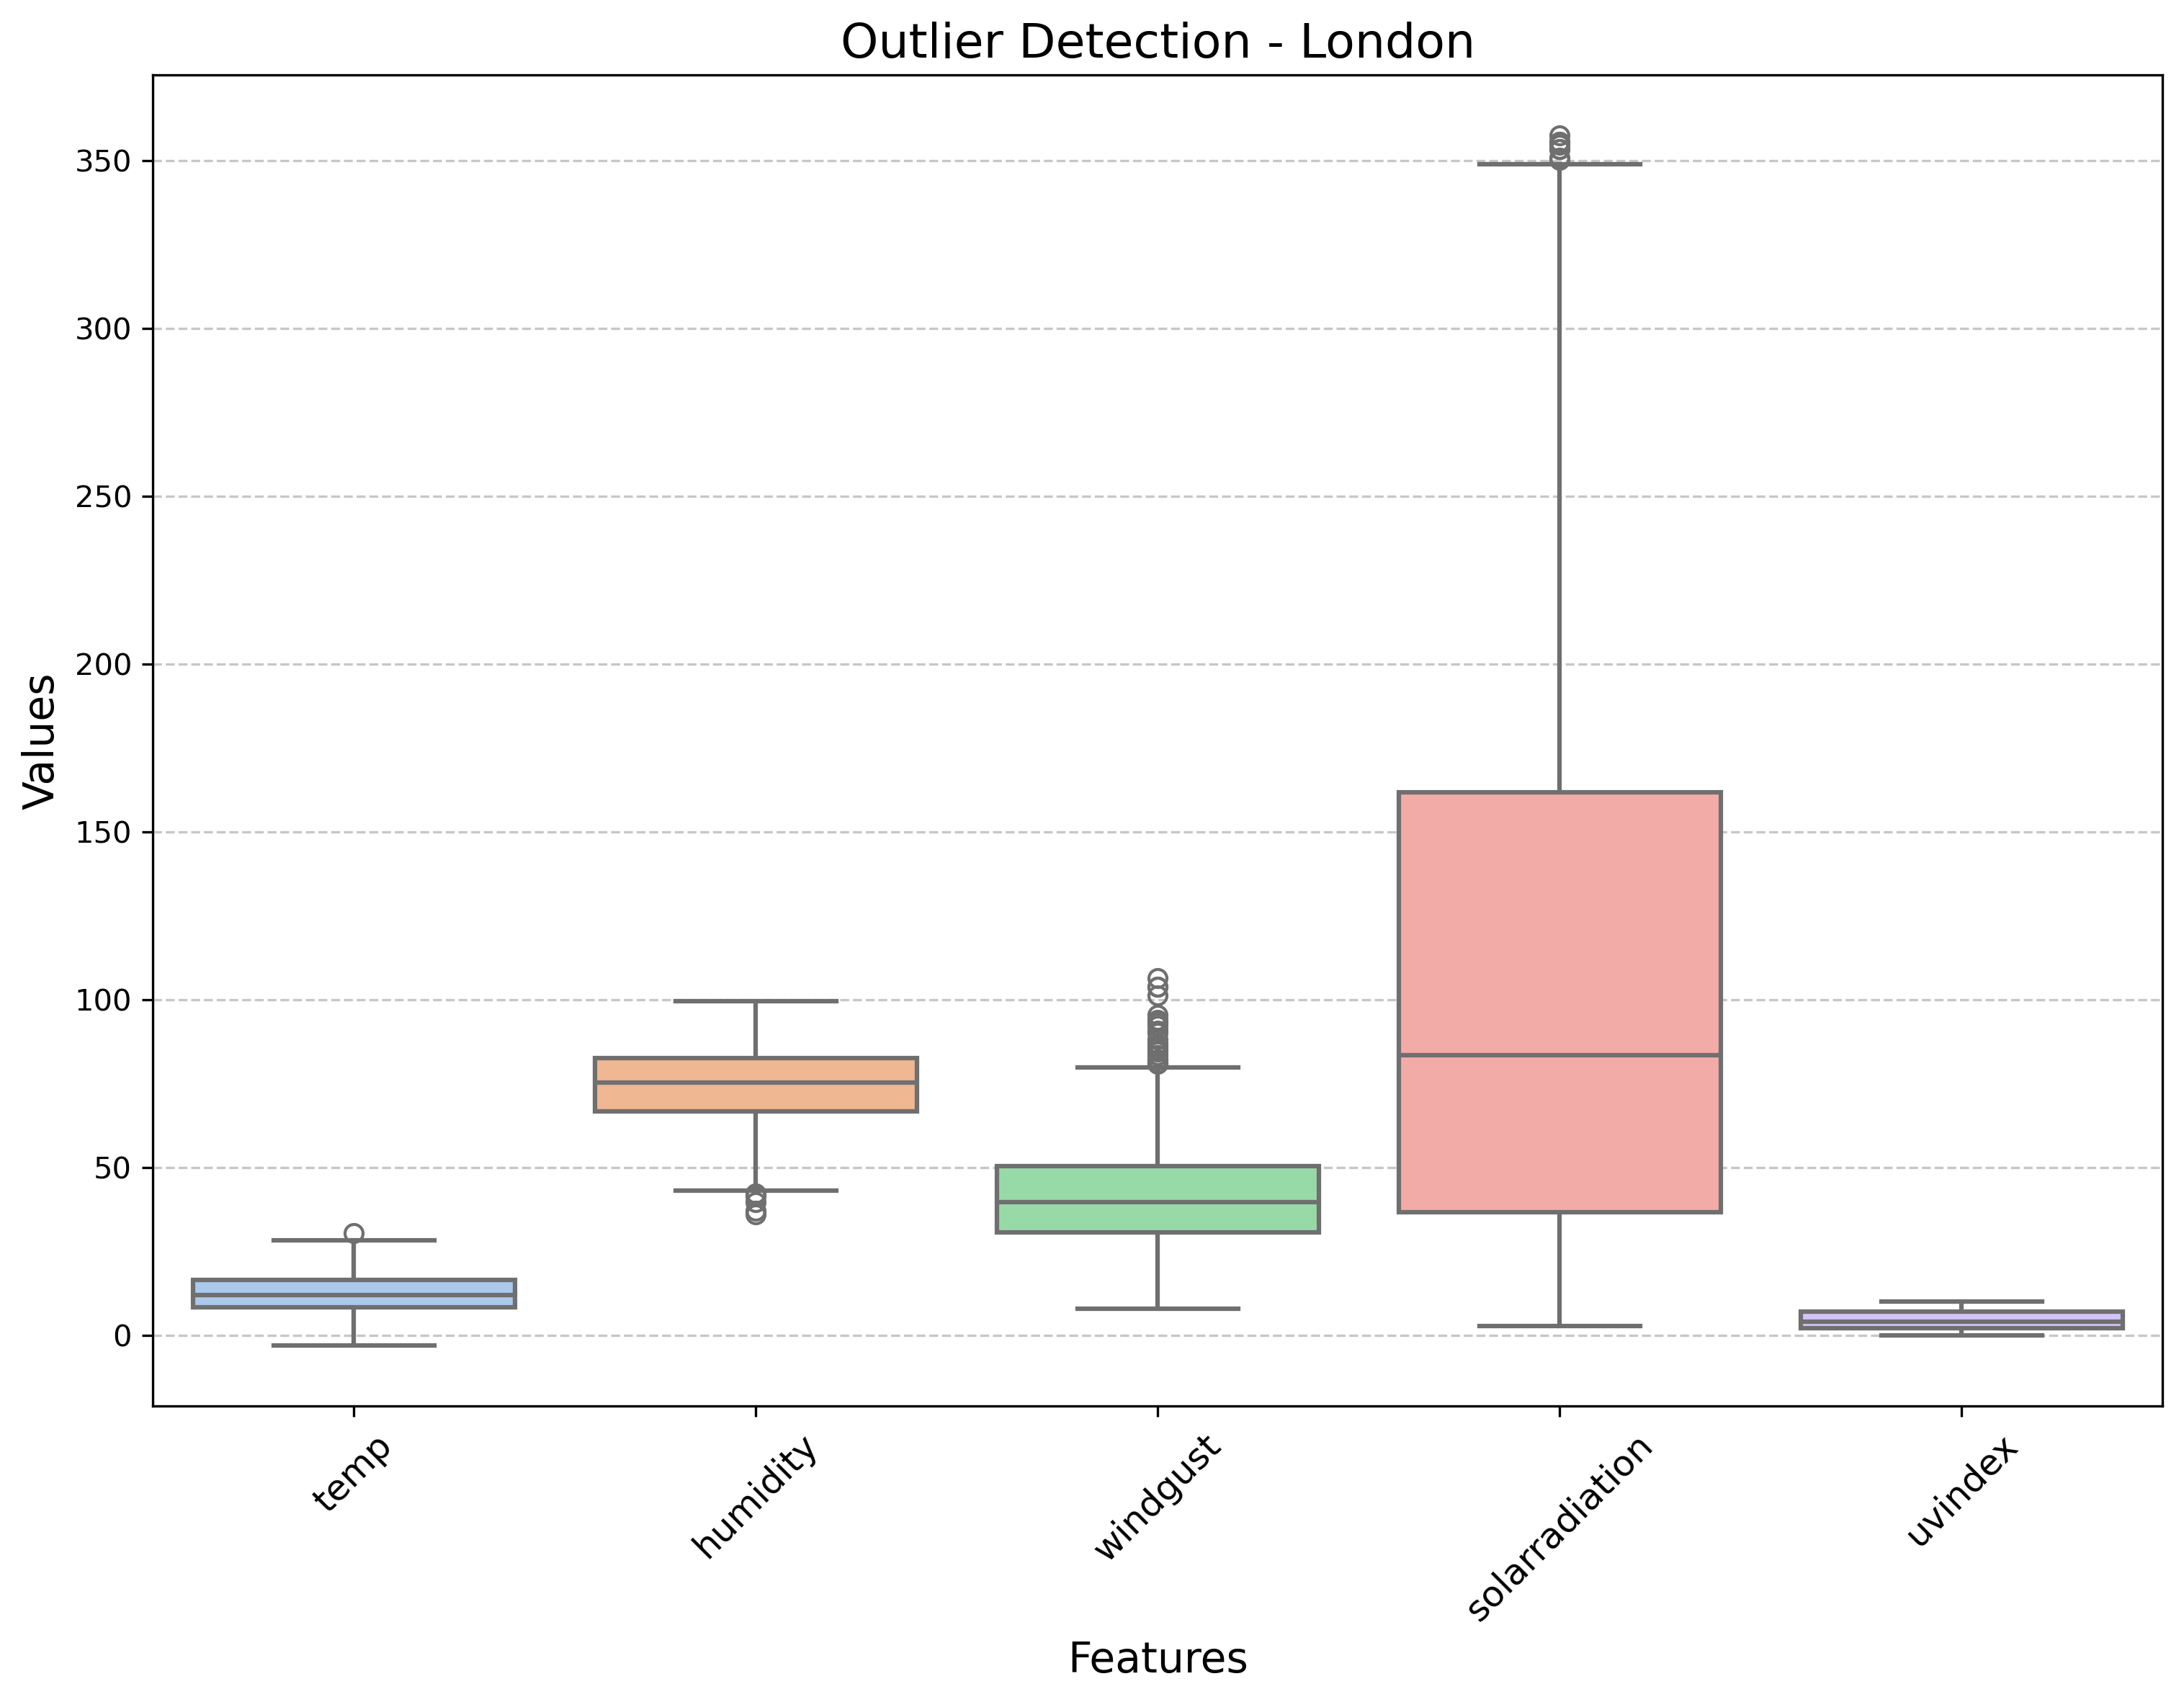 Outlier Detection - London
Values
350
300
250
200
150
100
50
0
temp
humidity
windgust
solarradiation
uvindex
Features